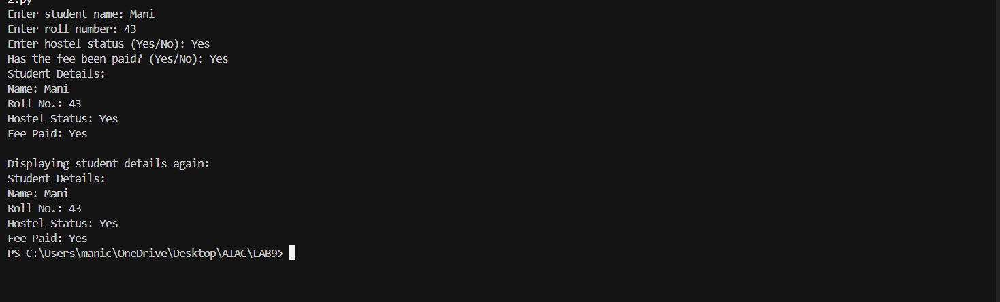 2.py
Enter student name: Mani
Enter roll number: 43
Enter hostel status (Yes/No): Yes
Has the fee been paid? (Yes/No): Yes
Student Details:
Name: Mani
Roll No.: 43
Hostel Status: Yes
Fee Paid: Yes
Displaying student details again:
Student Details:
Name: Mani
Roll No.: 43
Hostel Status: Yes
Fee Paid: Yes
PS C:\Users\manic\OneDrive\Desktop\AIAC\LAB9>